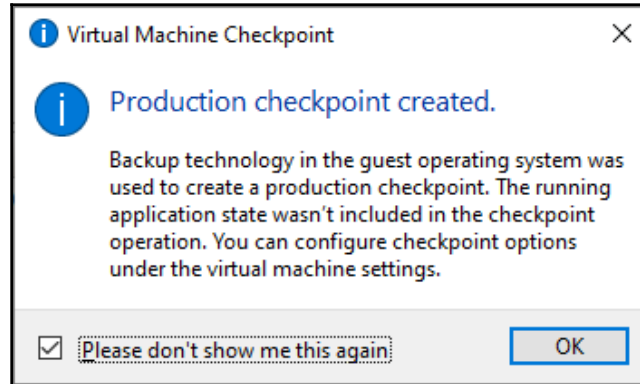 Virtual Machine Checkpoint
Production checkpoint created.
Backup technology in the guest operating system was
used to create a production checkpoint. The running
application state wasn't included in the checkpoint
operation. You can configure checkpoint options
under the virtual machine settings.
Please don't show me this again
OK